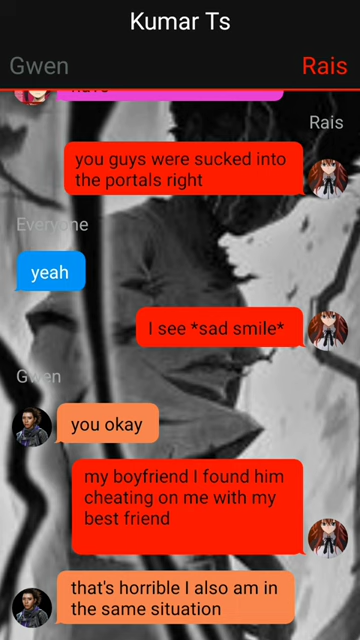 Kumar Ts
Gwen
Rais
have
Rais
you guys were sucked into
the portals right
Everyone
yeah
I see *sad smile*
Gwen
you okay
my boyfriend I found him
cheating on me with my
best friend
that's horrible I also am in
the same situation